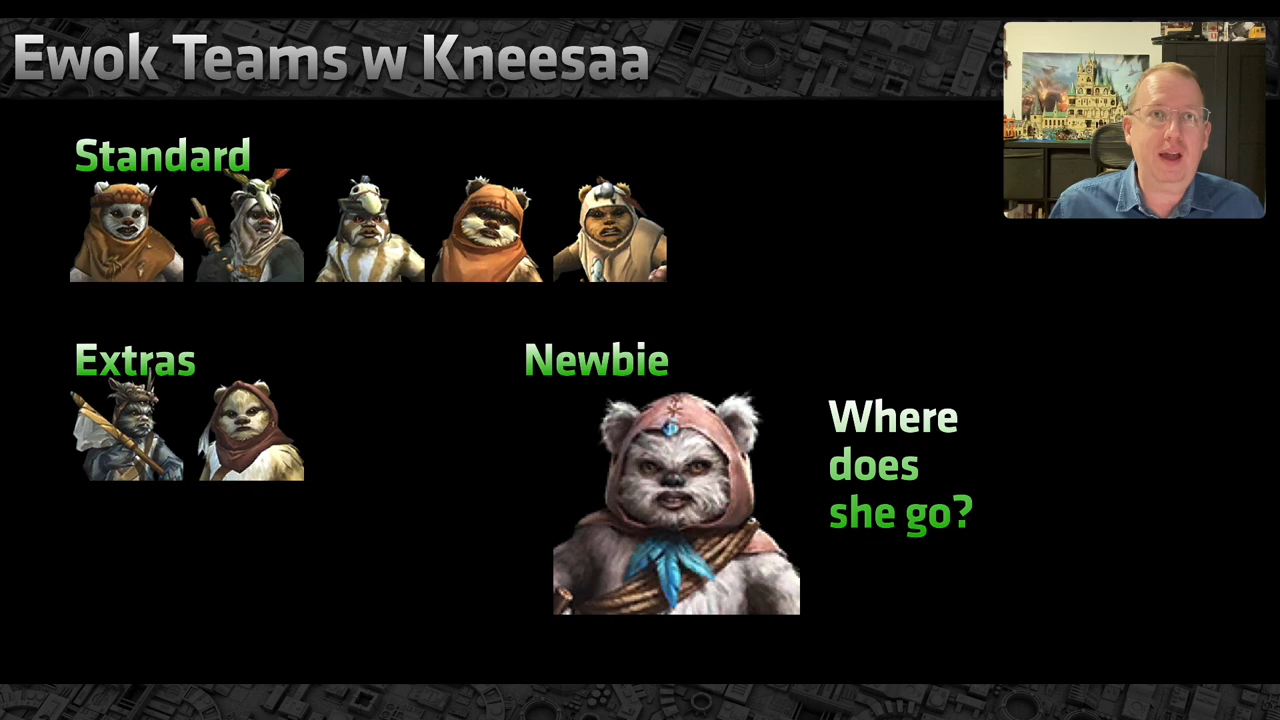 Ewok Teams w Kneesaa
Standard
Extras
Newbie
Where
does
she go?